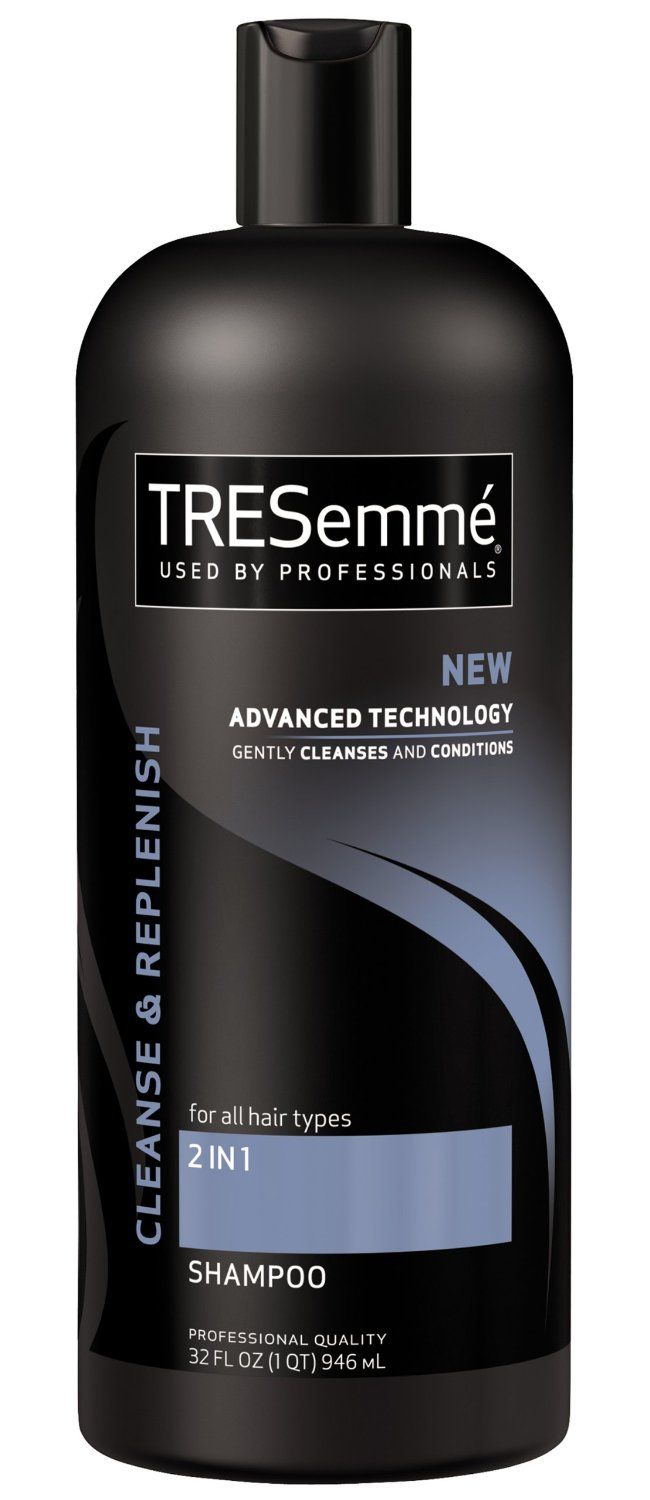 TRESemmé®
USED BY PROFESSIONALS
NEW
ADVANCED TECHNOLOGY
GENTLY CLEANSES AND CONDITIONS
CLEANSE & REPLENISH
for all hair types
2 IN 1
SHAMPOO
PROFESSIONAL QUALITY
32 FL OZ (1 QT) 946 mL